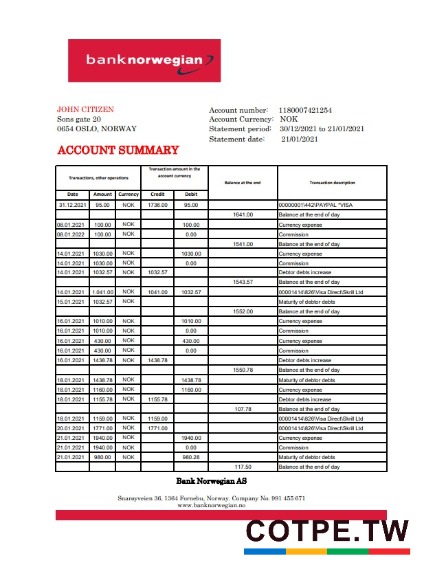 banknorwegian
JOHN CITIZEN
Sons gate 20
0654 OSLO, NORWAY
Account number: 1180007421254
Account Currency: NOK
Statement period: 30/12/2021 to 21/01/2021
Statement date: 21/01/2021
ACCOUNT SUMMARY
Transactions, other operations
Transaction amount in the account currency
Balance at the end
Transaction description
Date Amount Currency Credit Debit
31.12.2021 95.00 NOK 1736.00 95.00 00000001\442\PAYPAL *VISA
1641.00 Balance at the end of day
08.01.2021 100.00 NOK 100.00 Currency expense
08.01.2022 100.00 NOK 0.00 Commission
1541.00 Balance at the end of day
14.01.2021 1030.00 NOK 1030.00 Currency expense
14.01.2021 1030.00 NOK 0.00 Commission
14.01.2021 1032.57 NOK 1032.57 Debtor debts increase
1543.57 Balance at the end of day
14.01.2021 1.041.00 NOK 1041.00 1032.57 00001414\826\Visa Direct\Skrill Ltd
15.01.2021 1032.57 NOK Maturity of debtor debts
1552.00 Balance at the end of day
16.01.2021 1010.00 NOK 1010.00 Currency expense
16.01.2021 1010.00 NOK 0.00 Commission
16.01.2021 430.00 NOK 430.00 Currency expense
16.01.2021 430.00 NOK 0.00 Commission
16.01.2021 1438.78 NOK 1438.78 Debtor debts increase
1550.78 Balance at the end of day
18.01.2021 1438.78 NOK 1438.78 Maturity of debtor debts
18.01.2021 1160.00 NOK 1160.00 Currency expense
18.01.2021 1155.78 NOK 1155.78 Debtor debts increase
107.78 Balance at the end of day
18.01.2021 1159.00 NOK 1159.00 00001414\826\Visa Direct\Skrill Ltd
20.01.2021 1771.00 NOK 1771.00 00001414\826\Visa Direct\Skrill Ltd
21.01.2021 1940.00 NOK 1940.00 Currency expense
21.01.2021 1940.00 NOK 0.00 Commission
21.01.2021 980.00 NOK 980.28 Maturity of debtor debts
117.50 Balance at the end of day
Bank Norwegian AS
Snarøyveien 36, 1364 Fornebu, Norway. Company No. 991 455 671
www.banknorwegian.no
COTPE.TW